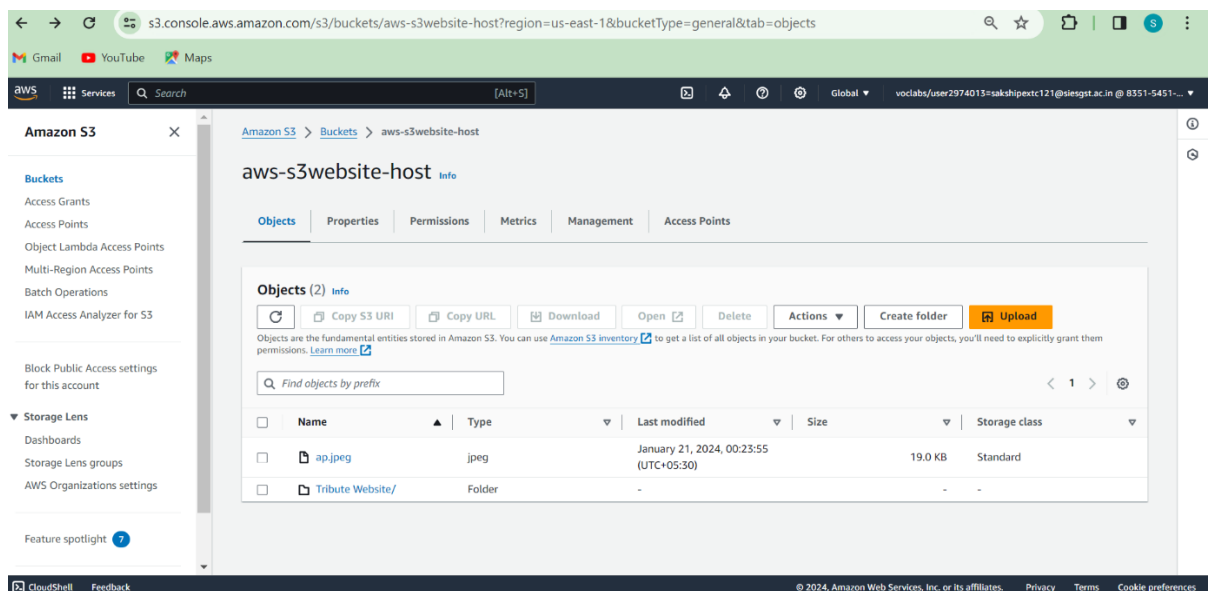 s3.console.aws.amazon.com/s3/buckets/aws-s3website-host?region=us-east-1&bucketType=general&tab=objects
S
Gmail YouTube Maps
aws Services Search [Alt+S] Global ▼ voclabs/user2974013=sakshipextc121@siesgst.ac.in @ 8351-5451-... ▼
Amazon S3
Buckets
Access Grants
Access Points
Object Lambda Access Points
Multi-Region Access Points
Batch Operations
IAM Access Analyzer for S3
Block Public Access settings
for this account
▼ Storage Lens
Dashboards
Storage Lens groups
AWS Organizations settings
Feature spotlight 7
Amazon S3 > Buckets > aws-s3website-host
aws-s3website-host Info
Objects Properties Permissions Metrics Management Access Points
Objects (2) Info
Copy S3 URI Copy URL Download Open Delete Actions ▼ Create folder Upload
Objects are the fundamental entities stored in Amazon S3. You can use Amazon S3 inventory to get a list of all objects in your bucket. For others to access your objects, you'll need to explicitly grant them
permissions. Learn more
Find objects by prefix < 1 >
Name Type Last modified Size Storage class
ap.jpeg jpeg January 21, 2024, 00:23:55 19.0 KB Standard
(UTC+05:30)
Tribute Website/ Folder - - -
CloudShell Feedback © 2024, Amazon Web Services, Inc. or its affiliates. Privacy Terms Cookie preferences